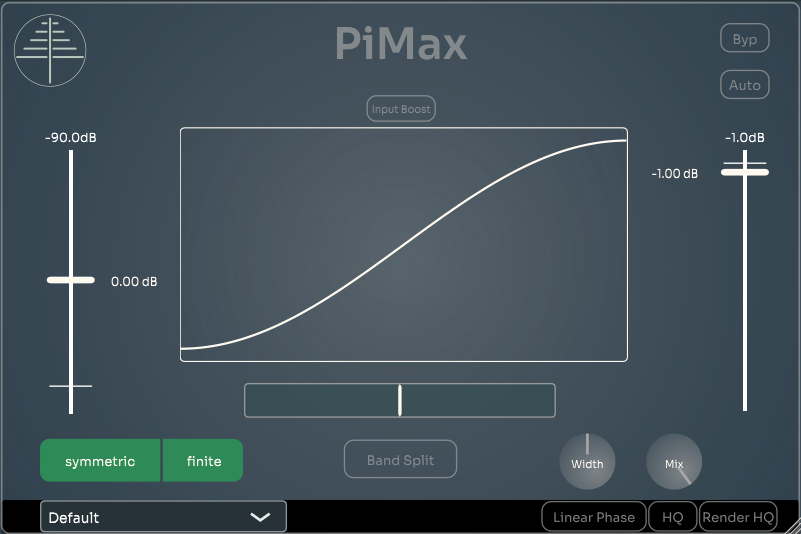 PiMax
Byp
Auto
Input Boost
-90.0dB
-1.0dB
-1.00 dB
0.00 dB
symmetric
finite
Band Split
Width
Mix
Default
Linear Phase
HQ
Render HQ